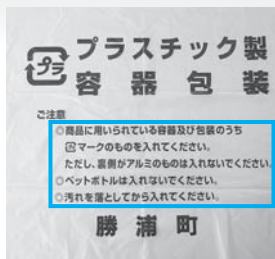 プラ プラスチック製
容器包装
ご注意
◎商品に用いられている容器及び包装のうち
プラマークのものを入れてください。
ただし、裏側がアルミのものは入れないでください。
◎ペットボトルは入れないでください。
◎汚れを落としてから入れてください。
勝浦町